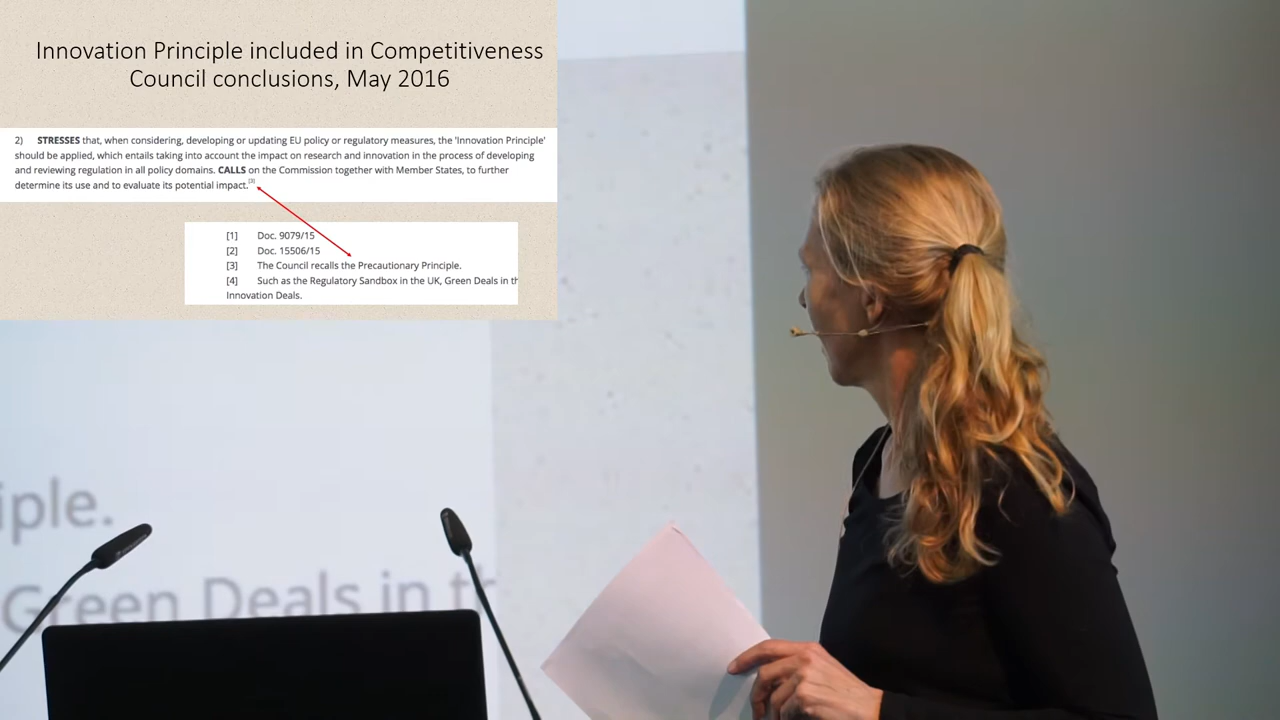 Innovation Principle included in Competitiveness
Council conclusions, May 2016
2) STRESSES that, when considering, developing or updating EU policy or regulatory measures, the 'Innovation Principle'
should be applied, which entails taking into account the impact on research and innovation in the process of developing
and reviewing regulation in all policy domains. CALLS on the Commission together with Member States, to further
determine its use and to evaluate its potential impact.[3]
[1] Doc. 9079/15
[2] Doc. 15506/15
[3] The Council recalls the Precautionary Principle.
[4] Such as the Regulatory Sandbox in the UK, Green Deals in th
Innovation Deals.
iple.
Green Deals in th